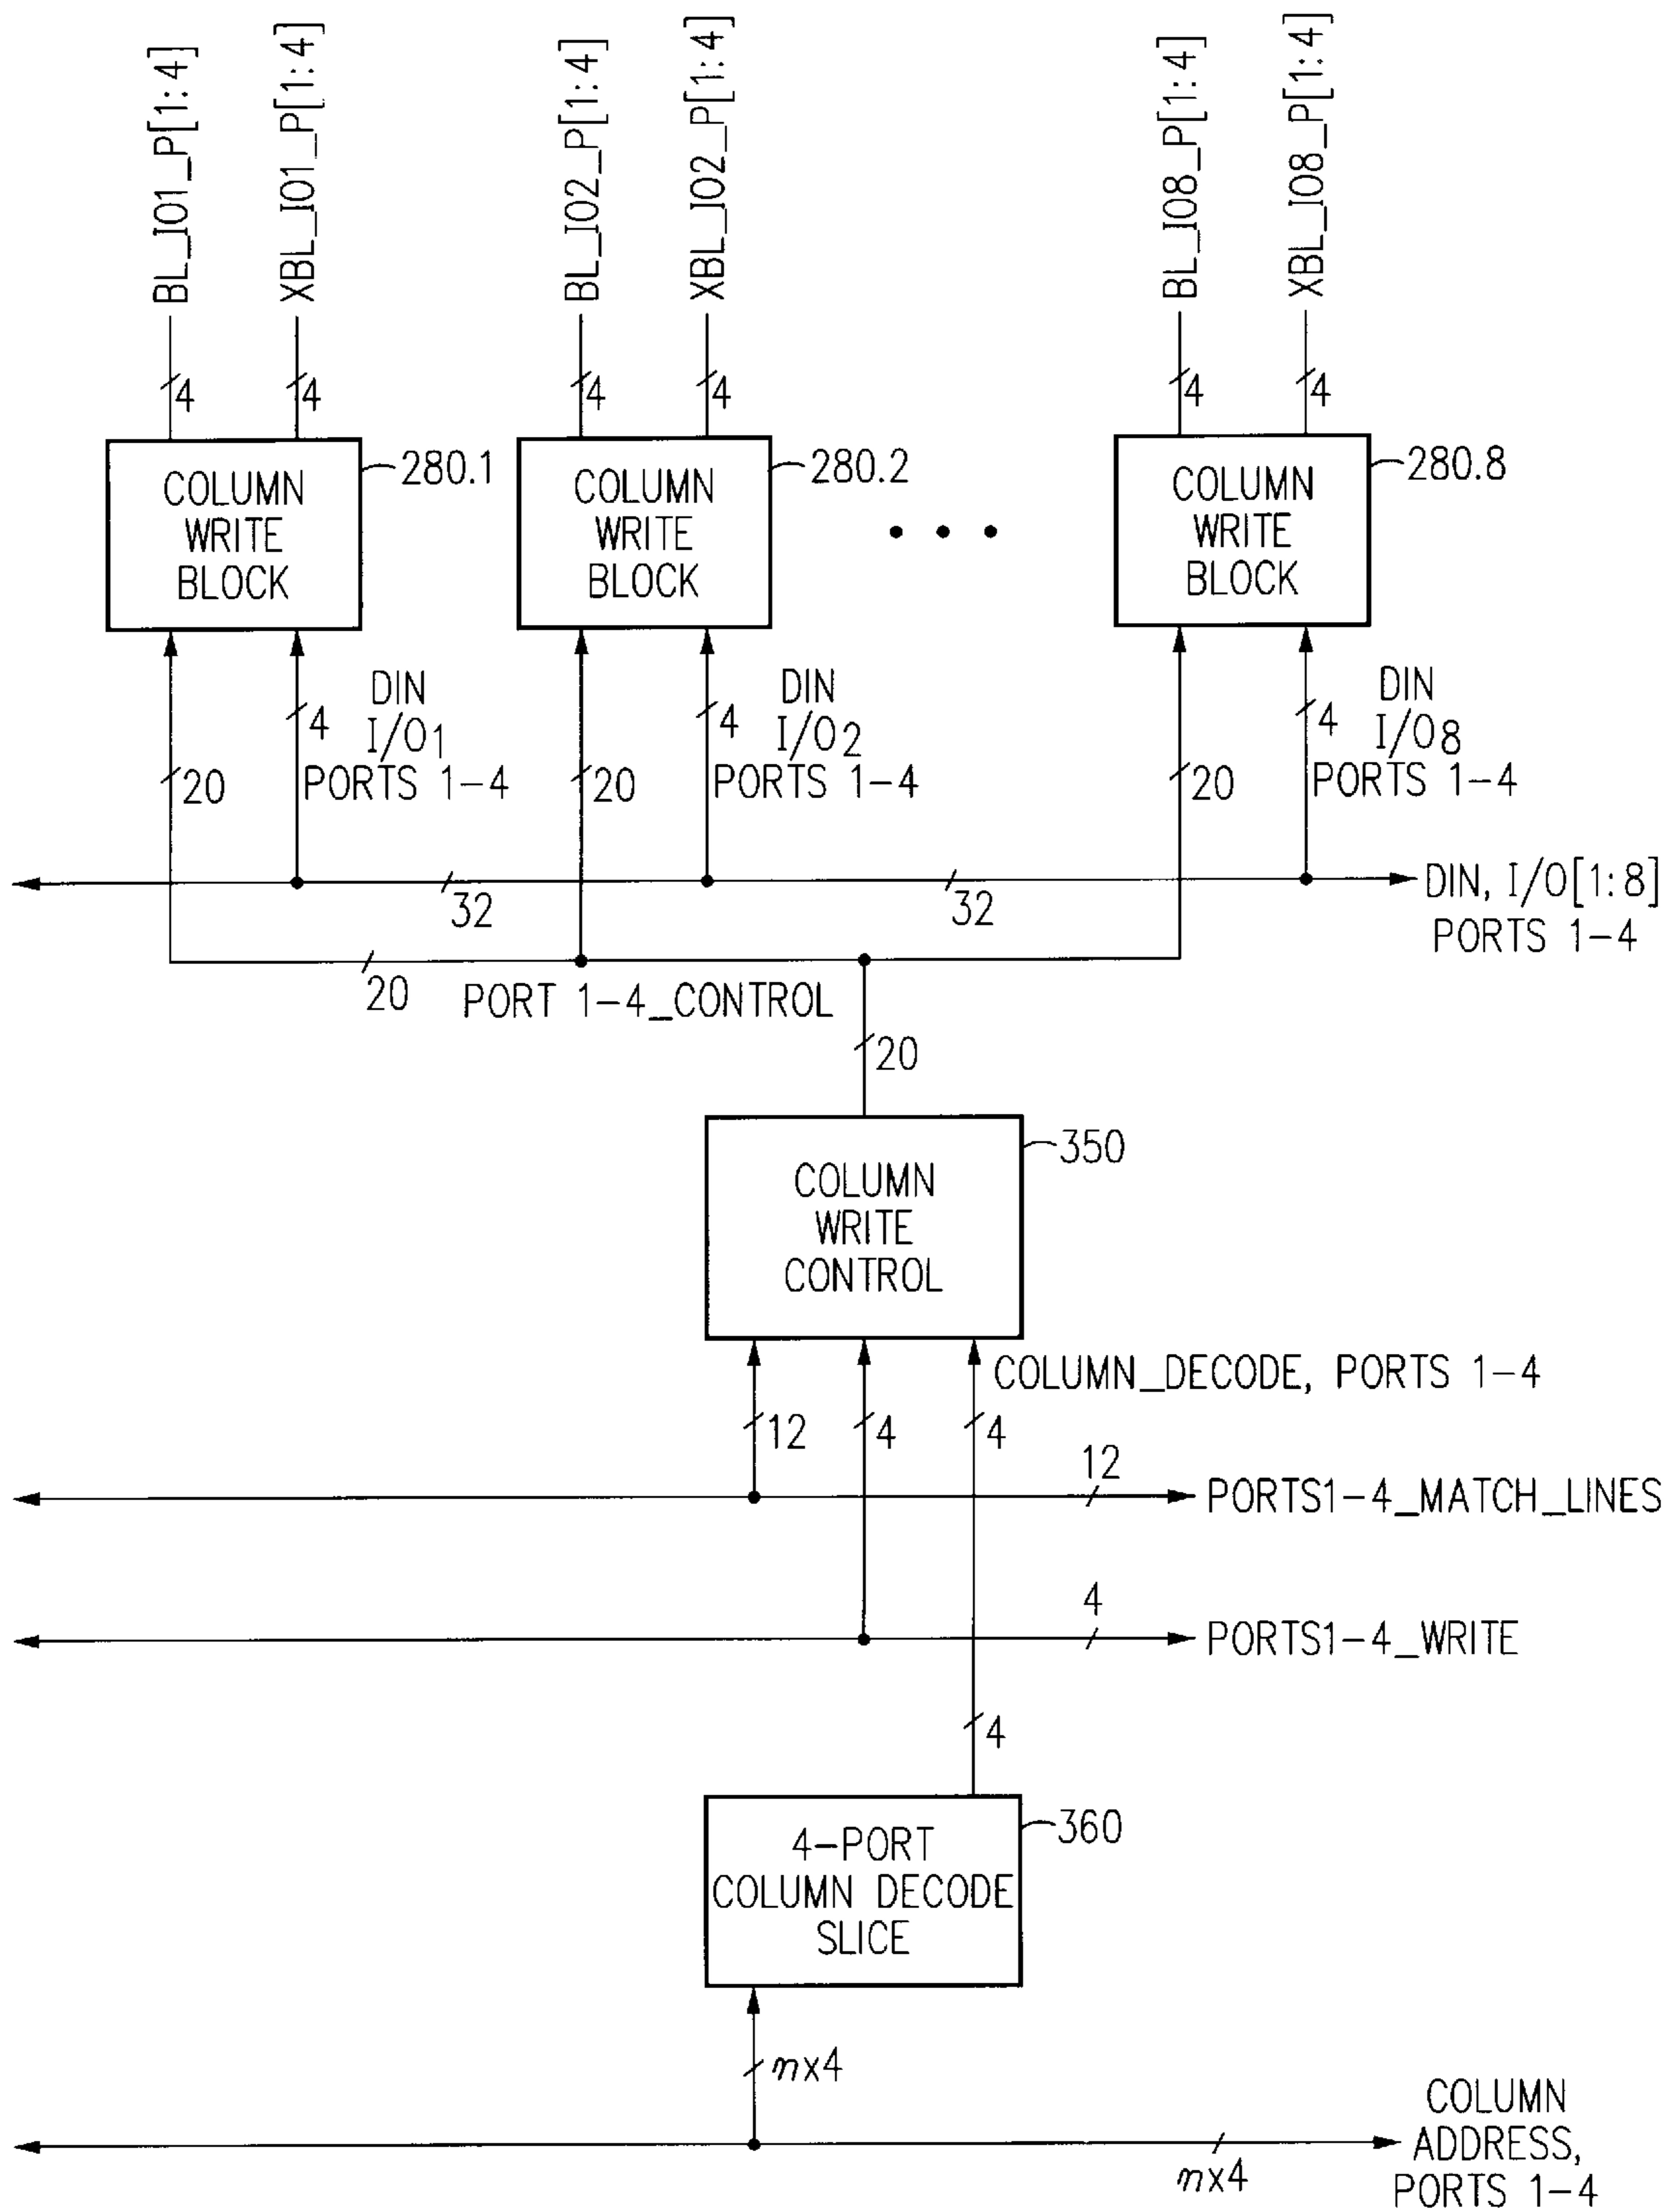 BL_IO1_P[1:4]
XBL_IO1_P[1:4]
BL_IO2_P[1:4]
XBL_IO2_P[1:4]
BL_IO8_P[1:4]
XBL_IO8_P[1:4]
4
4
4
4
4
4
COLUMN
WRITE
BLOCK
280.1
COLUMN
WRITE
BLOCK
280.2
COLUMN
WRITE
BLOCK
280.8
20
4
DIN
I/O1
PORTS 1-4
20
4
DIN
I/O2
PORTS 1-4
20
4
DIN
I/O8
PORTS 1-4
32
32
DIN, I/O[1:8]
PORTS 1-4
20
PORT 1-4_CONTROL
20
COLUMN
WRITE
CONTROL
350
COLUMN_DECODE, PORTS 1-4
12
4
4
12
PORTS1-4_MATCH_LINES
4
PORTS1-4_WRITE
4
4-PORT
COLUMN DECODE
SLICE
360
nx4
nx4
COLUMN
ADDRESS,
PORTS 1-4